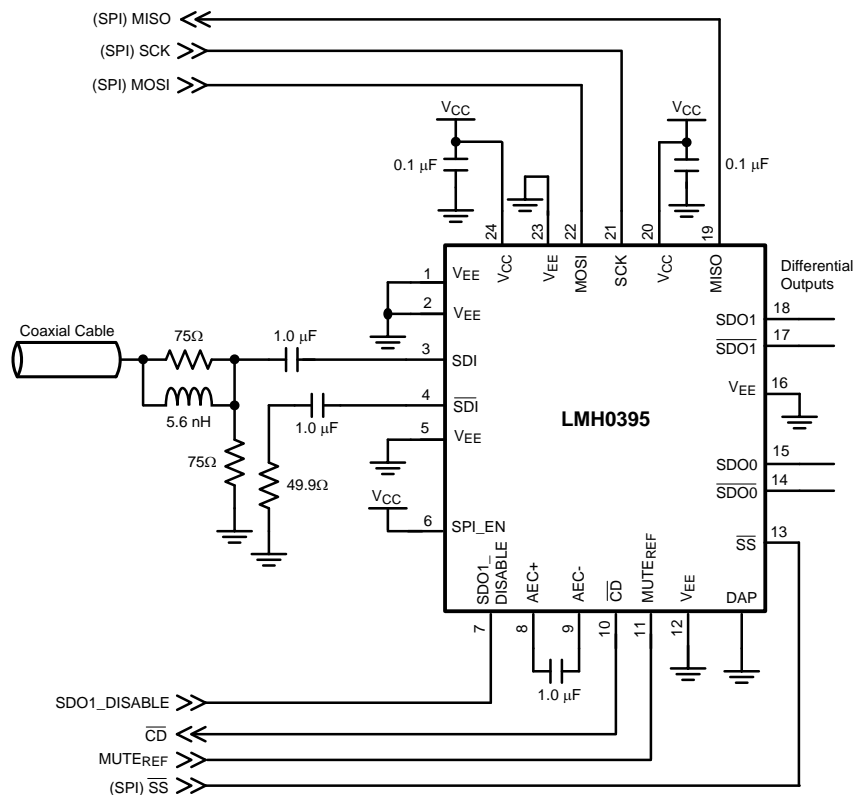 (SPI) MISO
(SPI) SCK
(SPI) MOSI
VCC
0.1 µF
VCC
0.1 µF
24
23
22
21
20
19
VCC
VEE
MOSI
SCK
VCC
MISO
Differential
Outputs
1
VEE
2
VEE
Coaxial Cable
75Ω
5.6 nH
75Ω
1.0 µF
3
SDI
4
SDI
1.0 µF
49.9Ω
5
VEE
VCC
6
SPI_EN
LMH0395
SDO1
18
SDO1
17
VEE
16
SDO0
15
SDO0
14
SS
13
SDO1_
DISABLE
AEC+
AEC-
CD
MUTEREF
VEE
DAP
7
8
9
10
11
12
1.0 µF
SDO1_DISABLE
CD
MUTEREF
(SPI) SS